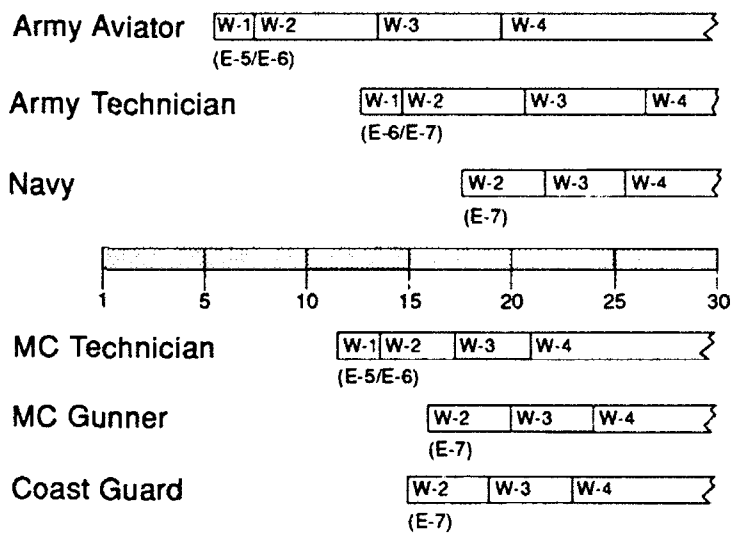 Army Aviator W-1 W-2 W-3 W-4
(E-5/E-6)
Army Technician W-1 W-2 W-3 W-4
(E-6/E-7)
Navy W-2 W-3 W-4
(E-7)
1 5 10 15 20 25 30
MC Technician W-1 W-2 W-3 W-4
(E-5/E-6)
MC Gunner W-2 W-3 W-4
(E-7)
Coast Guard W-2 W-3 W-4
(E-7)